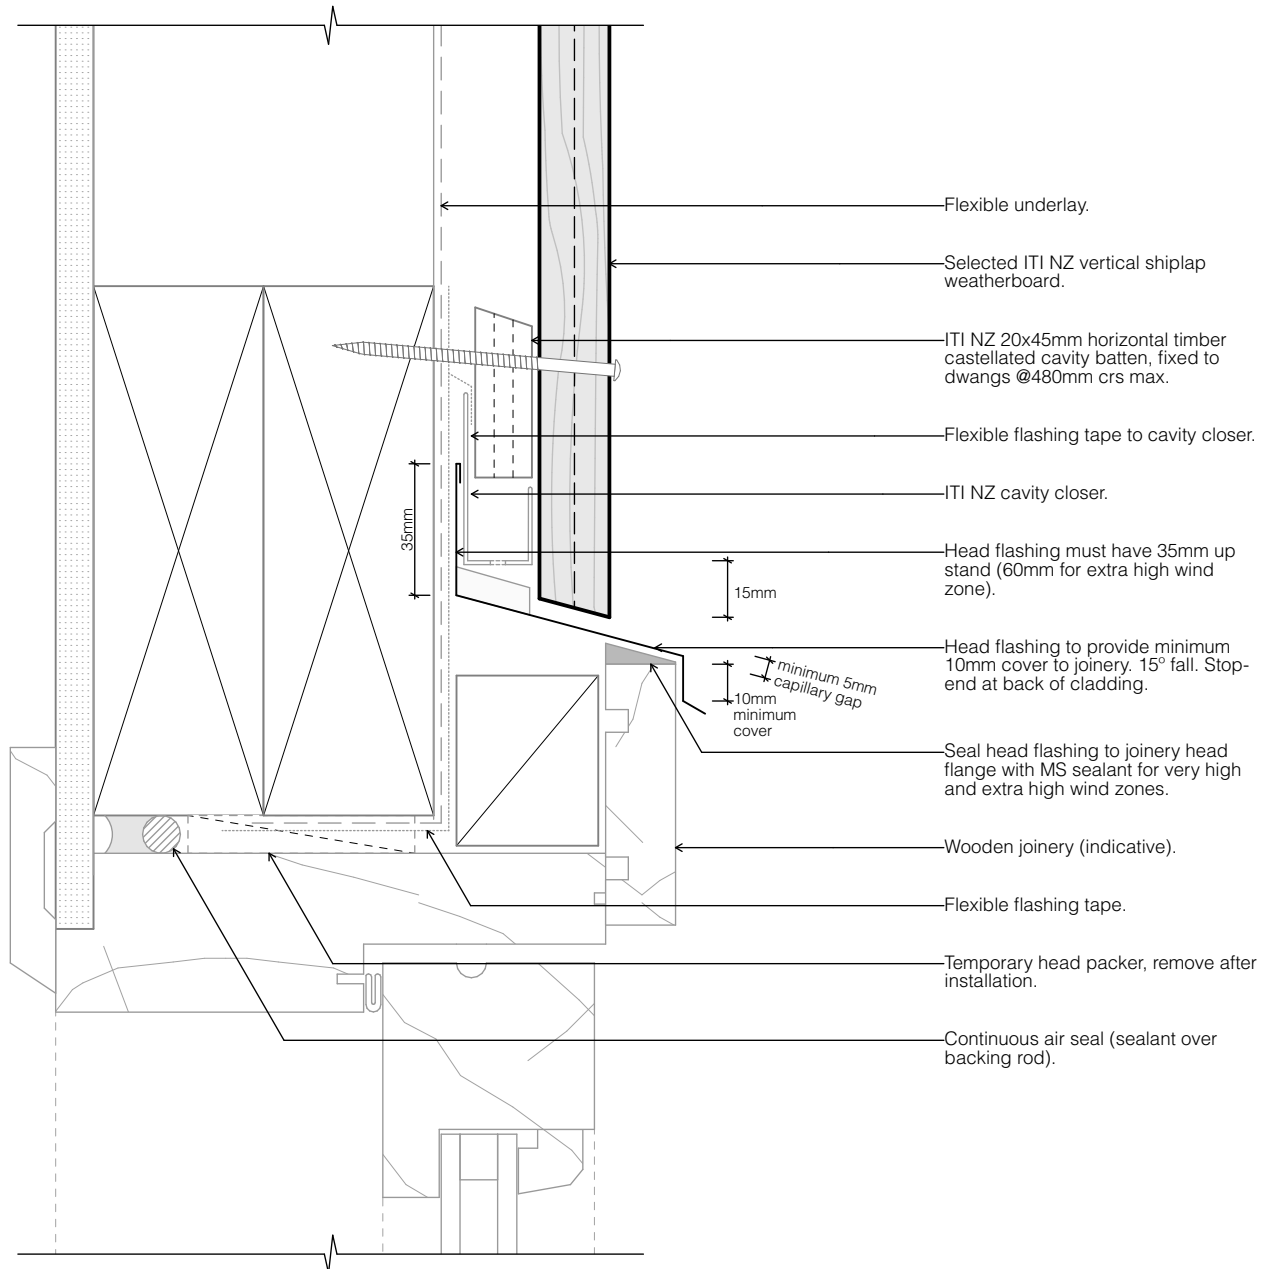 Flexible underlay.
Selected ITI NZ vertical shiplap
weatherboard.
ITI NZ 20x45mm horizontal timber
castellated cavity batten, fixed to
dwangs @480mm crs max.
Flexible flashing tape to cavity closer.
ITI NZ cavity closer.
35mm
Head flashing must have 35mm up
stand (60mm for extra high wind
zone).
15mm
Head flashing to provide minimum
10mm cover to joinery. 15° fall. Stop-
end at back of cladding.
minimum 5mm
capillary gap
10mm
minimum
cover
Seal head flashing to joinery head
flange with MS sealant for very high
and extra high wind zones.
Wooden joinery (indicative).
Flexible flashing tape.
Temporary head packer, remove after
installation.
Continuous air seal (sealant over
backing rod).